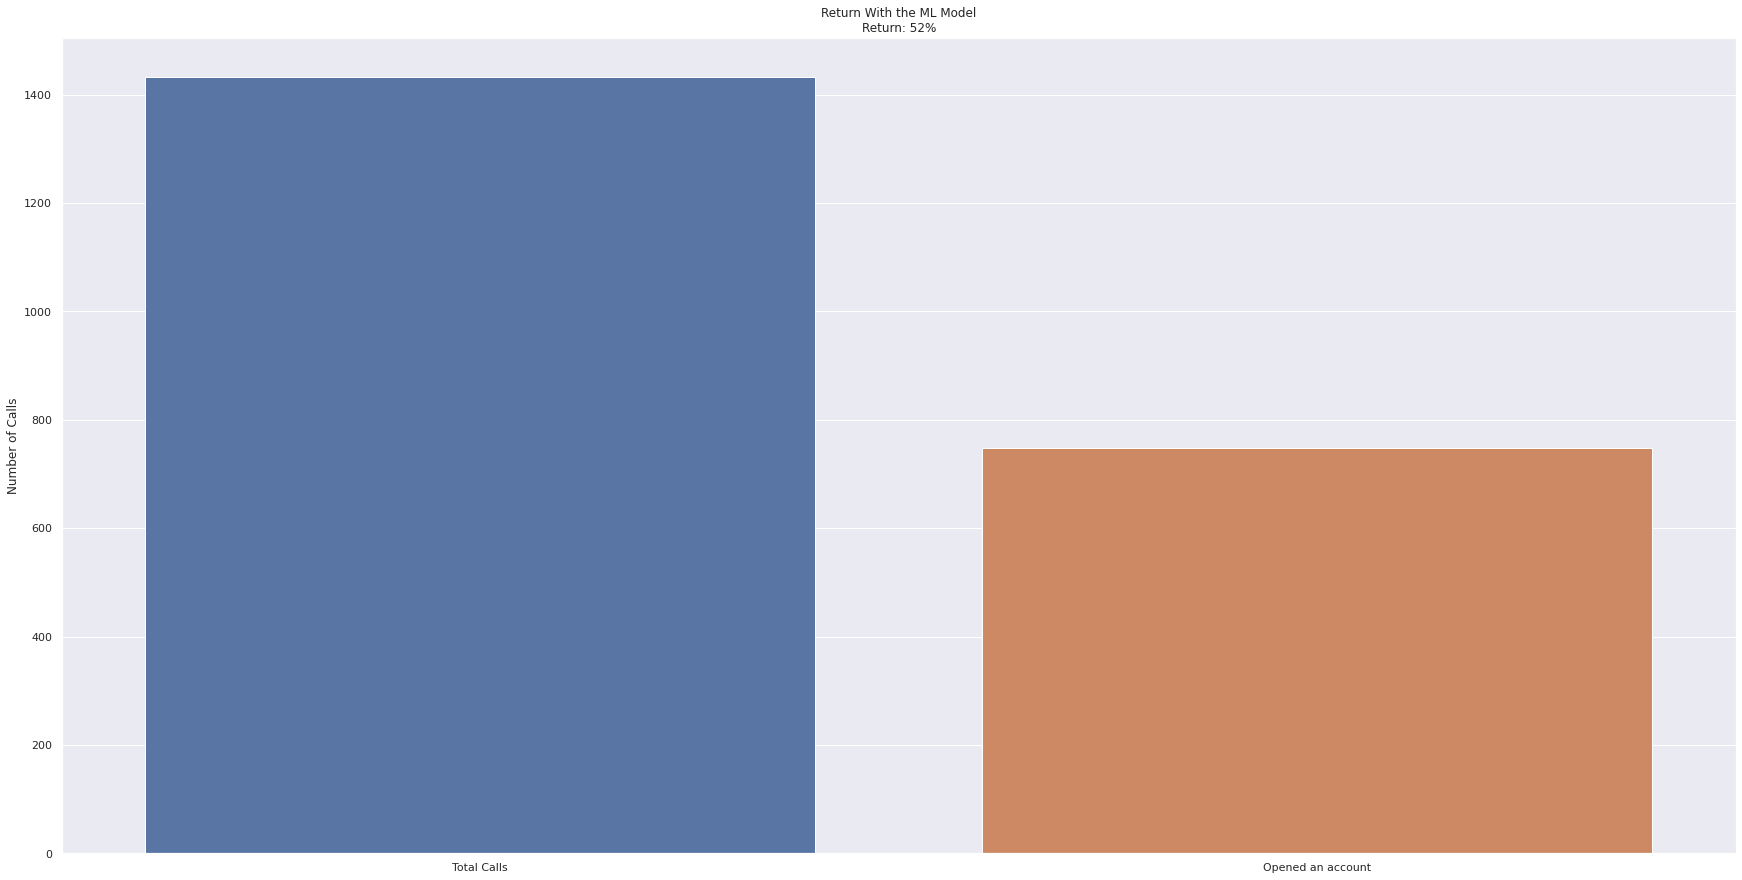 Return With the ML Model
Return: 52%
Number of Calls
1400
1200
1000
800
600
400
200
0
Total Calls
Opened an account